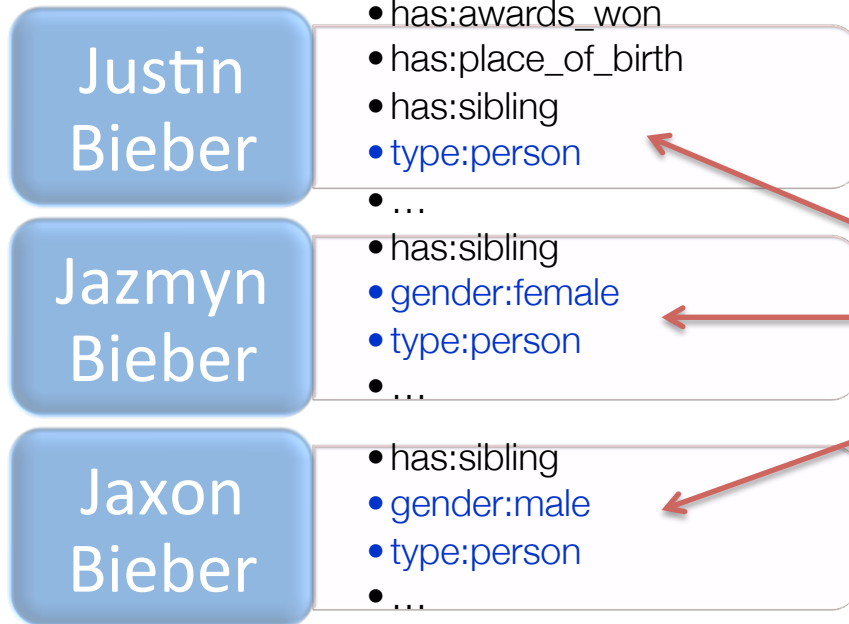 Justin
Bieber
• has:awards_won
• has:place_of_birth
• has:sibling
• type:person
• ...
Jazmyn
Bieber
• has:sibling
• gender:female
• type:person
• ...
Jaxon
Bieber
• has:sibling
• gender:male
• type:person
• ...